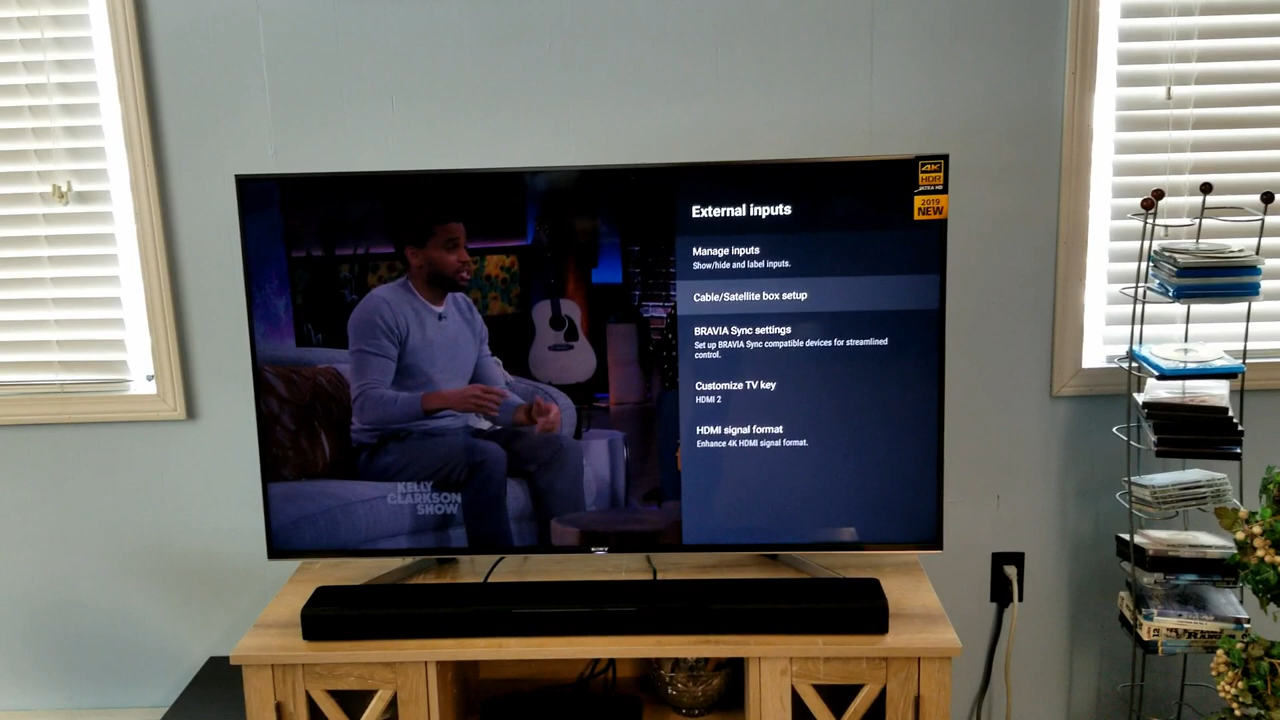 4K
HDR
ULTRA HD
2019
NEW
External inputs
Manage inputs
Show/hide and label inputs.
Cable/Satellite box setup
BRAVIA Sync settings
Set up BRAVIA Sync compatible devices for streamlined
control.
Customize TV key
HDMI 2
HDMI signal format
Enhance 4K HDMI signal format.
KELLY
CLARKSON
SHOW
SONY